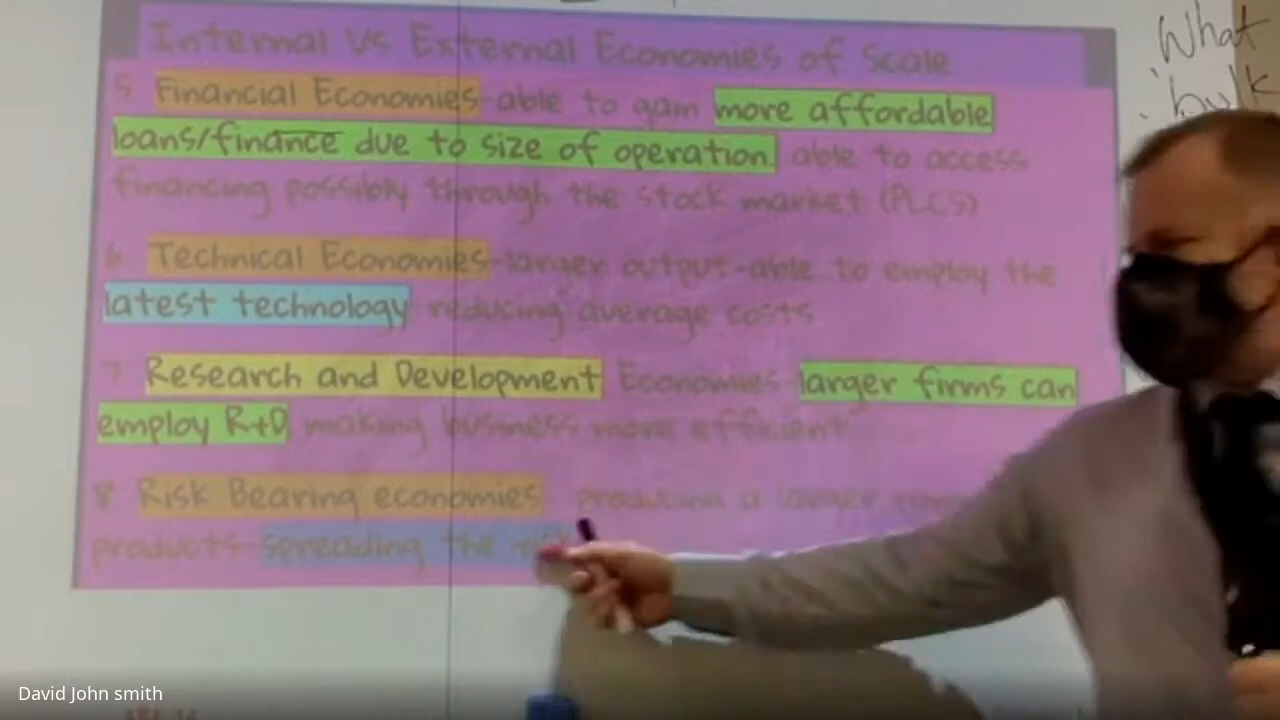 Internal Vs External Economies of Scale
What
bulk
5 Financial Economies-able to gain more affordable
loans/finance due to size of operation. able to access
financing possibly through the stock market (PLCS)
6 Technical Economies-larger output-able to employ the
latest technology reducing average costs
7 Research and Development Economies-larger firms can
employ R+D making business more efficient
8 Risk Bearing economies producing a larger
products-spreading the risk
David John smith